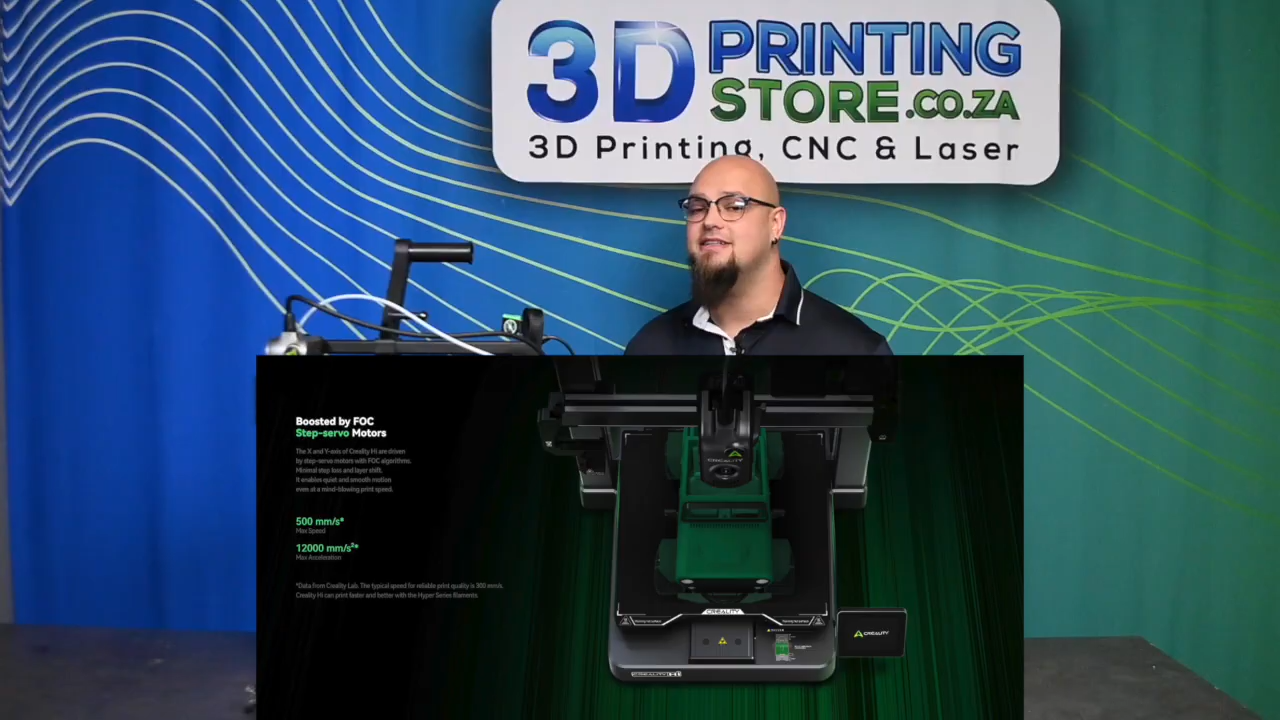 3D PRINTING
STORE.CO.ZA
3D Printing, CNC & Laser
Boosted by FOC
Step-servo Motors
The X and Y-axis of Creality Hi are driven
by step-servo motors with FOC algorithms.
Minimal step loss and layer shift.
It enables quiet and smooth motion
even at a mind-blowing print speed.
500 mm/s*
Max Speed
12000 mm/s²*
Max Acceleration
*Data from Creality Lab. The typical speed for reliable print quality is 300 mm/s.
Creality Hi can print faster and better with the Hyper Series filaments.
CREALITY
CREALITY
CREALITY
CREALITY Hi